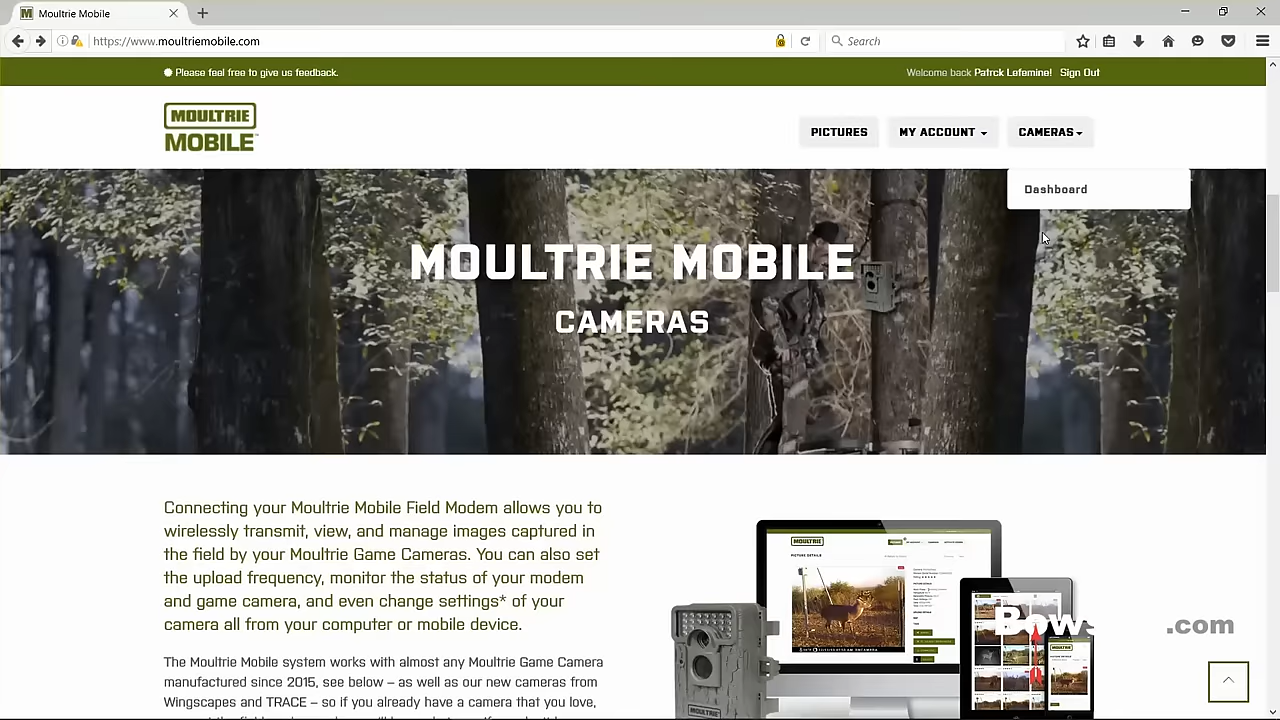 Moultrie Mobile
https://www.moultriemobile.com
Search
Please feel free to give us feedback.
Welcome back Patrck Lefemine! Sign Out
MOULTRIE
MOBILE
PICTURES
MY ACCOUNT
CAMERAS
Dashboard
MOULTRIE MOBILE
CAMERAS
Connecting your Moultrie Mobile Field Modem allows you to
wirelessly transmit, view, and manage images captured in
the field by your Moultrie Game Camera. You can also set
the upload frequency, monitor the status of your modem
and game camera and even change settings of your
camera all from your computer or mobile device.
The Moultrie Mobile system works with almost any Moultrie Game Camera
manufactured since
below – as well as our new cameras from
Wingscapes and
you already have a camera that you love,
MOULTRIE
PICTURE DETAILS
MOULTRIE
.com